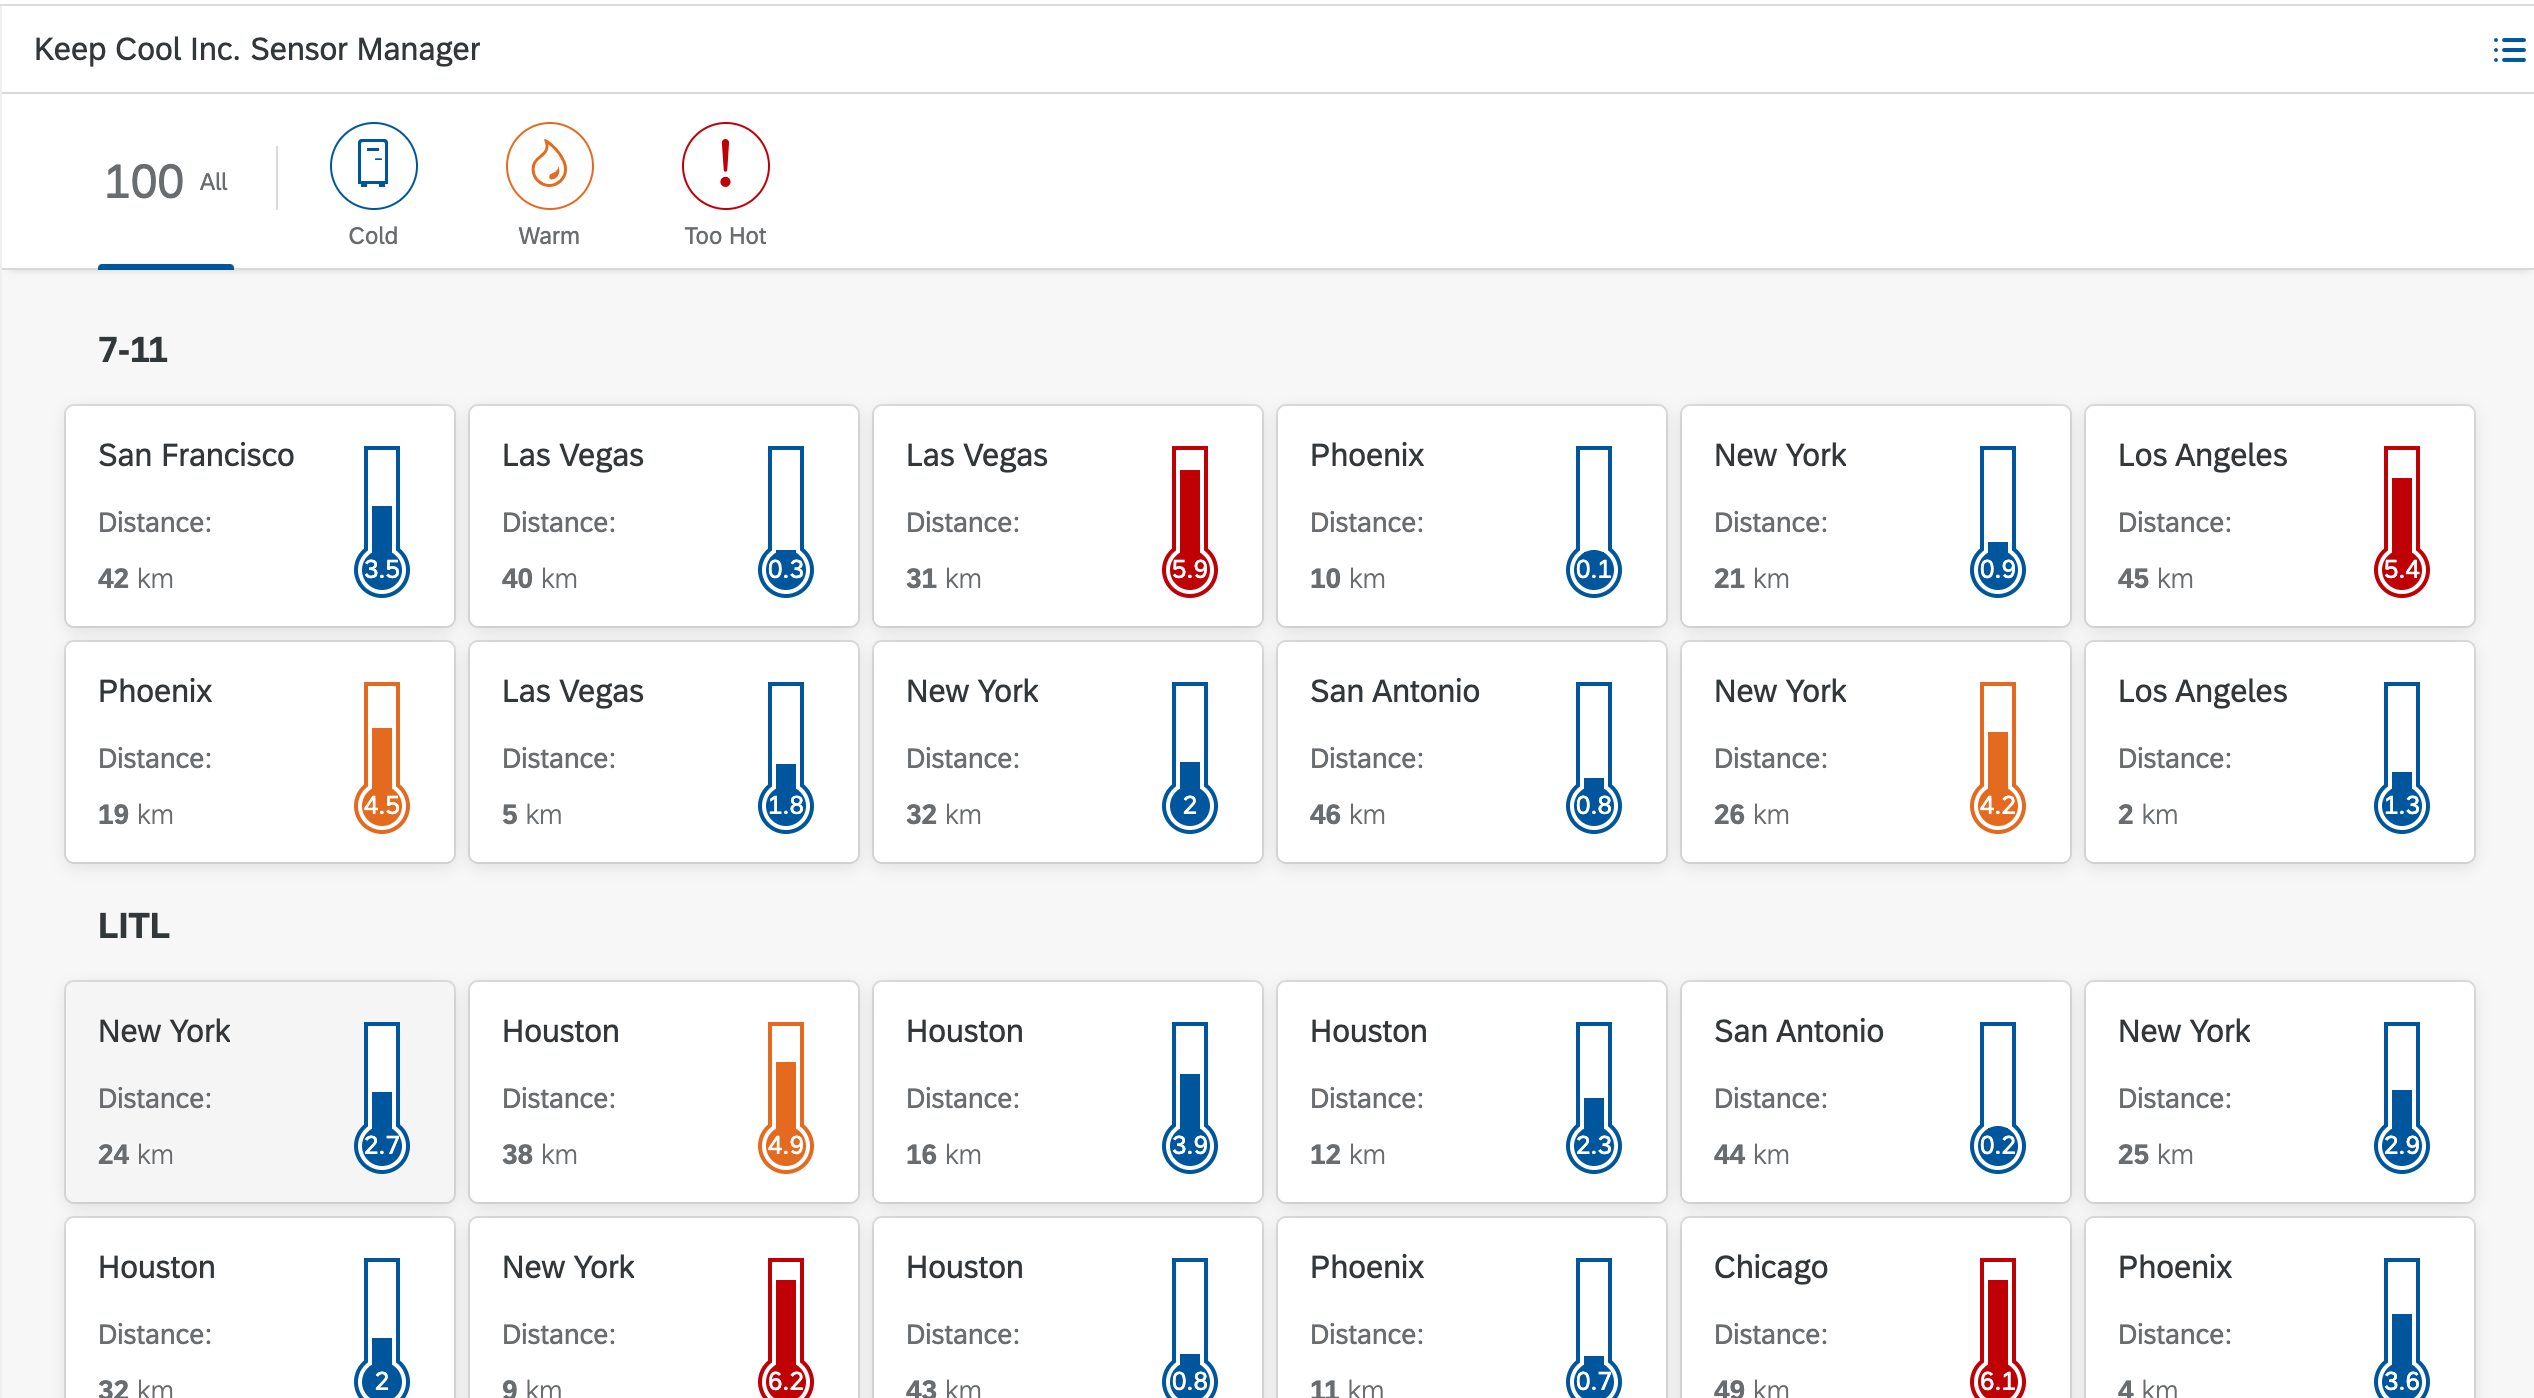 Keep Cool Inc. Sensor Manager
100 All
Cold Warm Too Hot
7-11
San Francisco Las Vegas Las Vegas Phoenix New York Los Angeles
Distance: Distance: Distance: Distance: Distance: Distance:
3.5 0.3 5.9 0.1 0.9 5.4
42 km 40 km 31 km 10 km 21 km 45 km
Phoenix Las Vegas New York San Antonio New York Los Angeles
Distance: Distance: Distance: Distance: Distance: Distance:
4.5 1.8 2 0.8 4.2 1.3
19 km 5 km 32 km 46 km 26 km 2 km
LITL
New York Houston Houston Houston San Antonio New York
Distance: Distance: Distance: Distance: Distance: Distance:
2.7 4.9 3.9 2.3 0.2 2.9
24 km 38 km 16 km 12 km 44 km 25 km
Houston New York Houston Phoenix Chicago Phoenix
Distance: Distance: Distance: Distance: Distance: Distance:
2 6.2 0.8 0.7 6.1 3.6
32 km 9 km 43 km 11 km 49 km 4 km